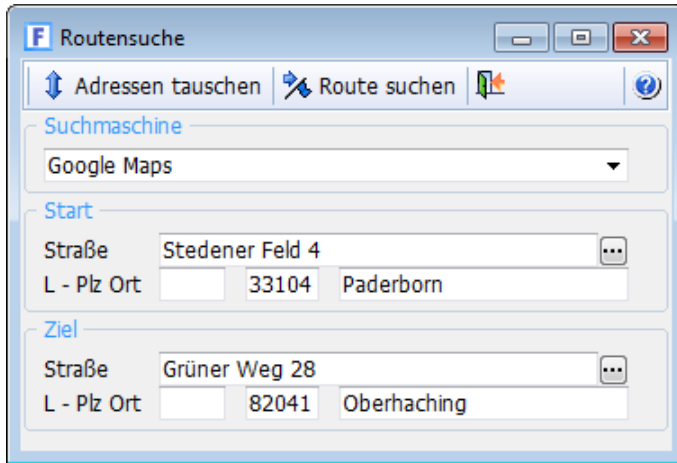 F Routensuche
Adressen tauschen Route suchen ?
Suchmaschine
Google Maps
Start
Straße Stedener Feld 4 ...
L - Plz Ort 33104 Paderborn
Ziel
Straße Grüner Weg 28 ...
L - Plz Ort 82041 Oberhaching